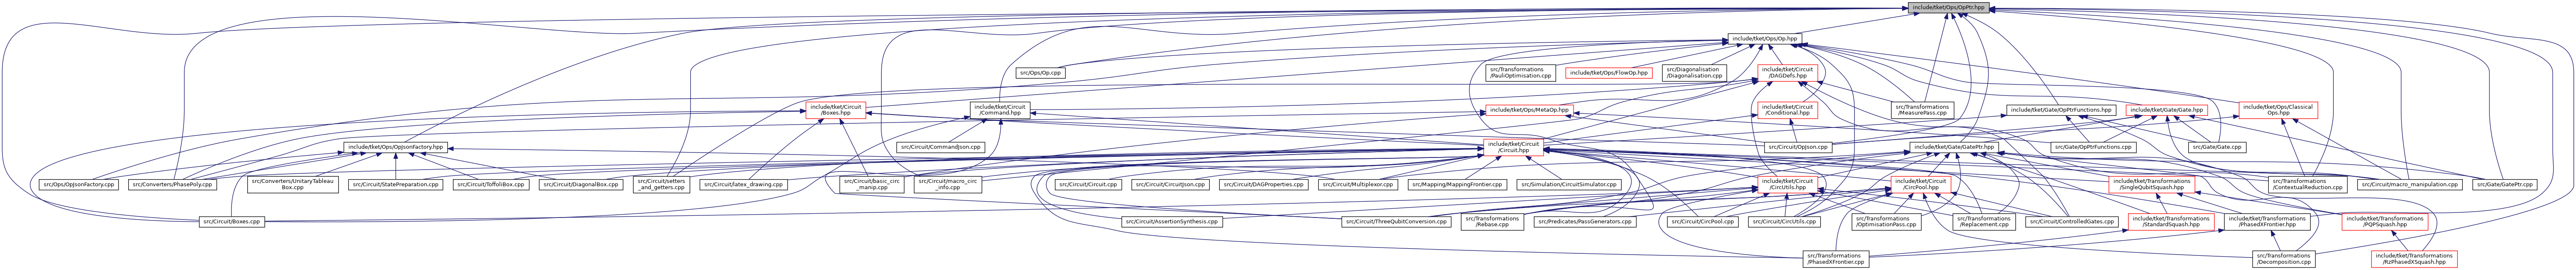 include/tket/Ops/OpPtr.hpp
include/tket/Ops/Op.hpp
src/Ops/Op.cpp
src/Transformations
/PauliOptimisation.cpp
include/tket/Ops/FlowOp.hpp
src/Diagonalisation
/Diagonalisation.cpp
include/tket/Circuit
/DAGDefs.hpp
include/tket/Circuit
/Boxes.hpp
include/tket/Circuit
/Command.hpp
include/tket/Ops/MetaOp.hpp
include/tket/Circuit
/Conditional.hpp
src/Transformations
/MeasurePass.cpp
include/tket/Gate/OpPtrFunctions.hpp
include/tket/Gate/Gate.hpp
include/tket/Ops/Classical
Ops.hpp
include/tket/Ops/OpJsonFactory.hpp
src/Circuit/CommandJson.cpp
include/tket/Circuit
/Circuit.hpp
src/Circuit/OpJson.cpp
include/tket/Gate/GatePtr.hpp
src/Gate/OpPtrFunctions.cpp
src/Gate/Gate.cpp
src/Ops/OpJsonFactory.cpp
src/Converters/PhasePoly.cpp
src/Converters/UnitaryTableau
Box.cpp
src/Circuit/StatePreparation.cpp
src/Circuit/ToffoliBox.cpp
src/Circuit/DiagonalBox.cpp
src/Circuit/setters
_and_getters.cpp
src/Circuit/latex_drawing.cpp
src/Circuit/basic_circ
_manip.cpp
src/Circuit/macro_circ
_info.cpp
src/Circuit/Circuit.cpp
src/Circuit/CircuitJson.cpp
src/Circuit/DAGProperties.cpp
src/Circuit/Multiplexor.cpp
src/Mapping/MappingFrontier.cpp
src/Simulation/CircuitSimulator.cpp
include/tket/Circuit
/CircUtils.hpp
include/tket/Circuit
/CircPool.hpp
include/tket/Transformations
/SingleQubitSquash.hpp
src/Transformations
/ContextualReduction.cpp
src/Circuit/macro_manipulation.cpp
src/Gate/GatePtr.cpp
src/Circuit/Boxes.cpp
src/Circuit/AssertionSynthesis.cpp
src/Circuit/ThreeQubitConversion.cpp
src/Transformations
/Rebase.cpp
src/Predicates/PassGenerators.cpp
src/Circuit/CircPool.cpp
src/Circuit/CircUtils.cpp
src/Transformations
/OptimisationPass.cpp
src/Transformations
/Replacement.cpp
src/Circuit/ControlledGates.cpp
include/tket/Transformations
/StandardSquash.hpp
include/tket/Transformations
/PhasedXFrontier.hpp
include/tket/Transformations
/PQPSquash.hpp
src/Transformations
/PhasedXFrontier.cpp
src/Transformations
/Decomposition.cpp
include/tket/Transformations
/RzPhasedXSquash.hpp